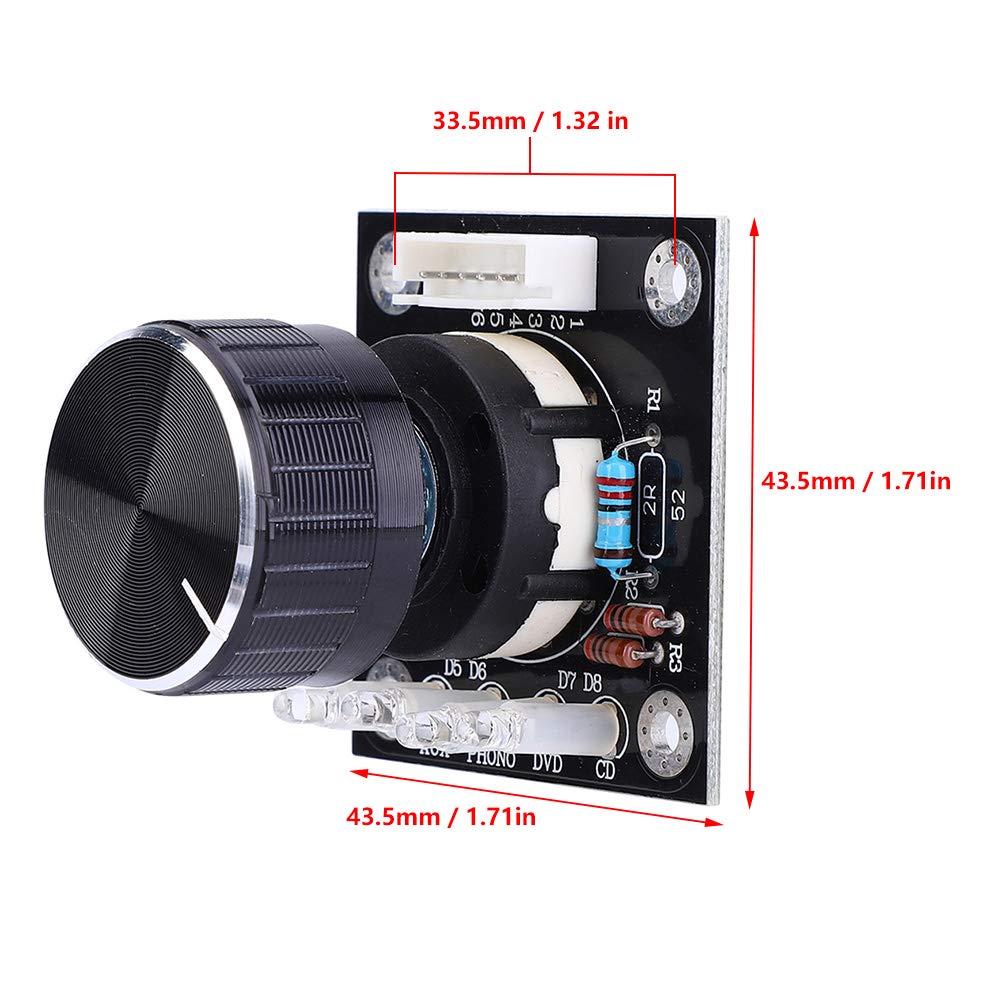 33.5mm / 1.32 in
6 5 4 3 2 1
R1
2R
52
43.5mm / 1.71in
R2
R3
D5 D6
D7 D8
AUX PHONO DVD CD
43.5mm / 1.71in